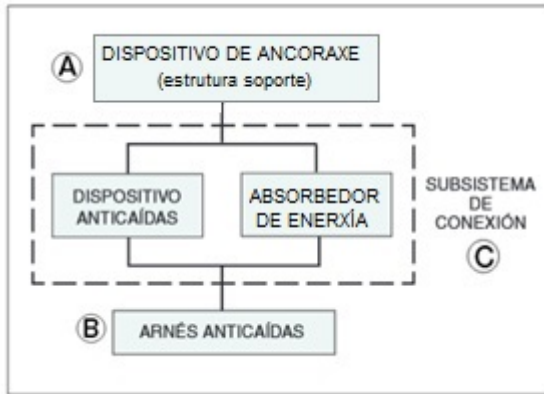 A
DISPOSITIVO DE ANCORAXE
(estrutura soporte)
DISPOSITIVO
ANTICAÍDAS
ABSORBEDOR
DE ENERXÍA
SUBSISTEMA
DE
CONEXIÓN
C
B
ARNÉS ANTICAÍDAS